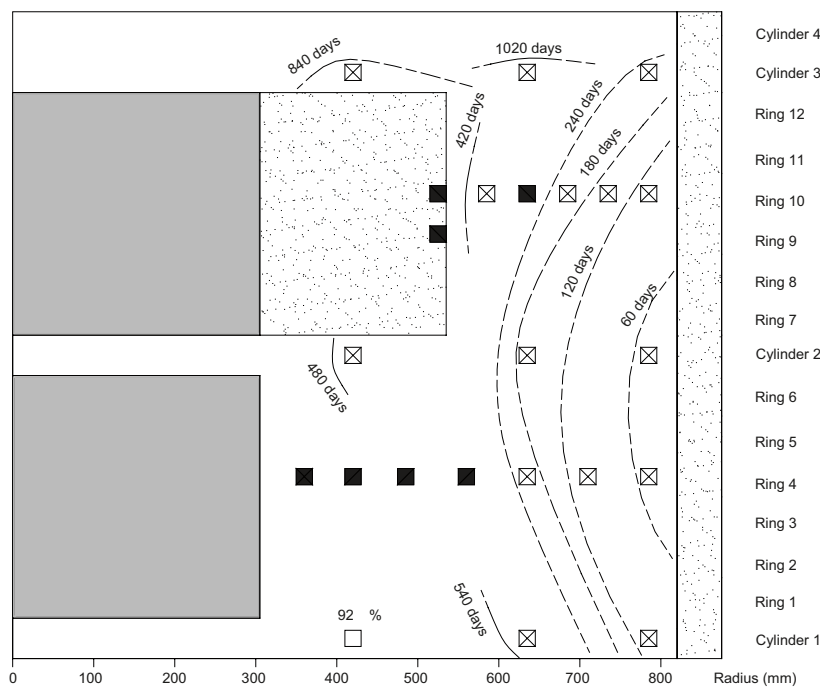 Cylinder 4
1020 days
840 days
Cylinder 3
240 days
420 days
Ring 12
180 days
Ring 11
Ring 10
Ring 9
120 days
Ring 8
60 days
Ring 7
Cylinder 2
480 days
Ring 6
Ring 5
Ring 4
Ring 3
Ring 2
540 days
Ring 1
92 %
Cylinder 1
0 100 200 300 400 500 600 700 800 Radius (mm)